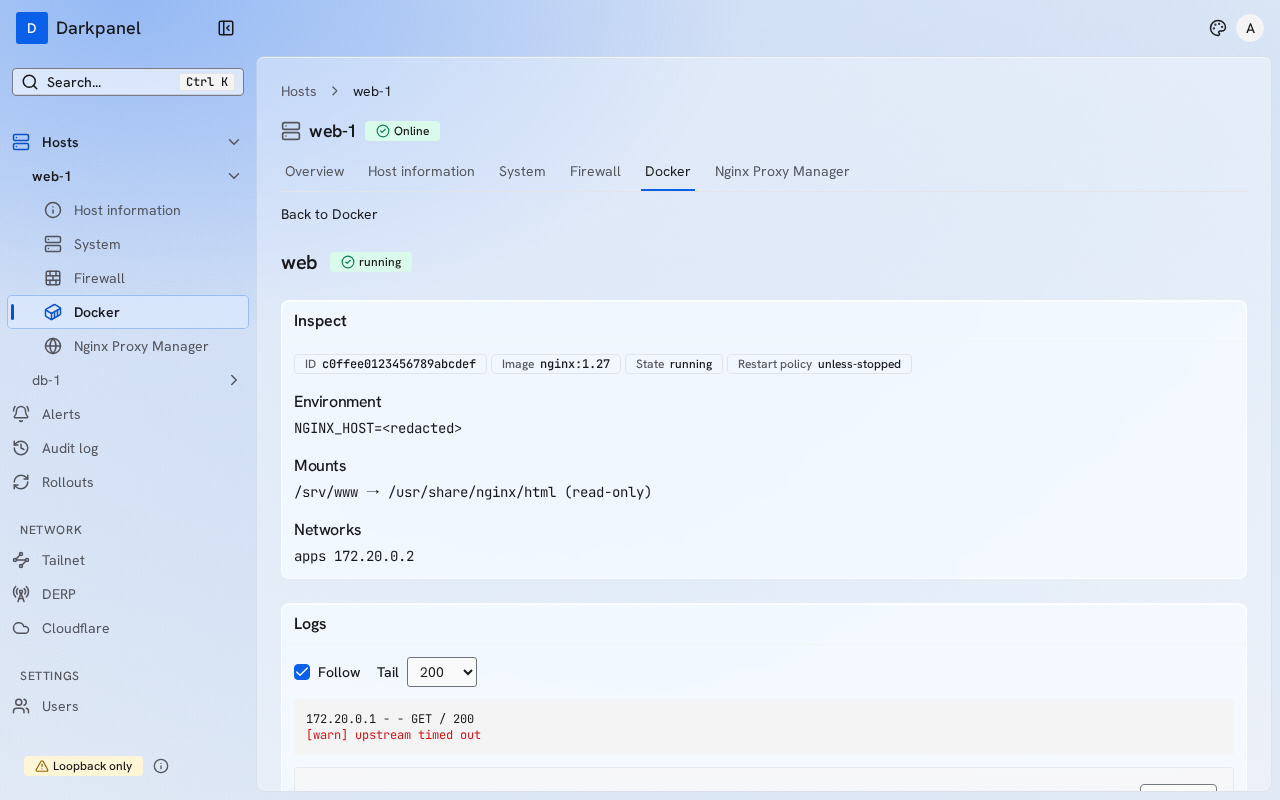 D Darkpanel
A
Search...
Ctrl K
Hosts
web-1
Host information
System
Firewall
Docker
Nginx Proxy Manager
db-1
Alerts
Audit log
Rollouts
NETWORK
Tailnet
DERP
Cloudflare
SETTINGS
Users
Loopback only
Hosts web-1
web-1 Online
Overview Host information System Firewall Docker Nginx Proxy Manager
Back to Docker
web running
Inspect
ID c0ffee0123456789abcdef Image nginx:1.27 State running Restart policy unless-stopped
Environment
NGINX_HOST=<redacted>
Mounts
/srv/www → /usr/share/nginx/html (read-only)
Networks
apps 172.20.0.2
Logs
Follow Tail 200
172.20.0.1 - - GET / 200
[warn] upstream timed out